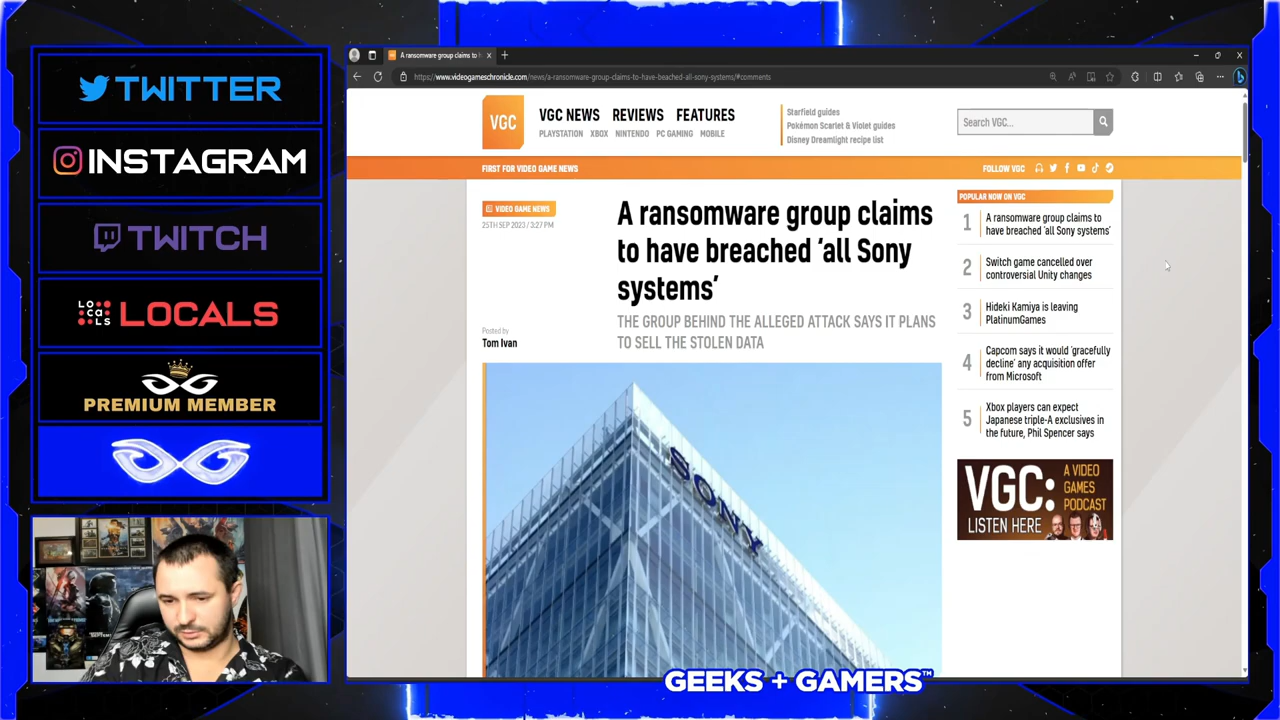 TWITTER
INSTAGRAM
TWITCH
LOCALS
LOCALS
PREMIUM MEMBER
A ransomware group claims to h
https://www.videogameschronicle.com/news/a-ransomware-group-claims-to-have-beached-all-sony-systems/#comments
VGC
VGC NEWS REVIEWS FEATURES
PLAYSTATION XBOX NINTENDO PC GAMING MOBILE
Starfield guides
Pokémon Scarlet & Violet guides
Disney Dreamlight recipe list
Search VGC...
FIRST FOR VIDEO GAME NEWS
FOLLOW VGC
VIDEO GAME NEWS
25TH SEP 2023 / 3:27 PM
A ransomware group claims
to have breached ‘all Sony
systems’
THE GROUP BEHIND THE ALLEGED ATTACK SAYS IT PLANS
TO SELL THE STOLEN DATA
Posted by
Tom Ivan
SONY
POPULAR NOW ON VGC
1 A ransomware group claims to
have breached ‘all Sony systems’
2 Switch game cancelled over
controversial Unity changes
3 Hideki Kamiya is leaving
PlatinumGames
4 Capcom says it would ‘gracefully
decline’ any acquisition offer
from Microsoft
5 Xbox players can expect
Japanese triple-A exclusives in
the future, Phil Spencer says
VGC: A VIDEO
GAMES
PODCAST
LISTEN HERE
GEEKS + GAMERS™